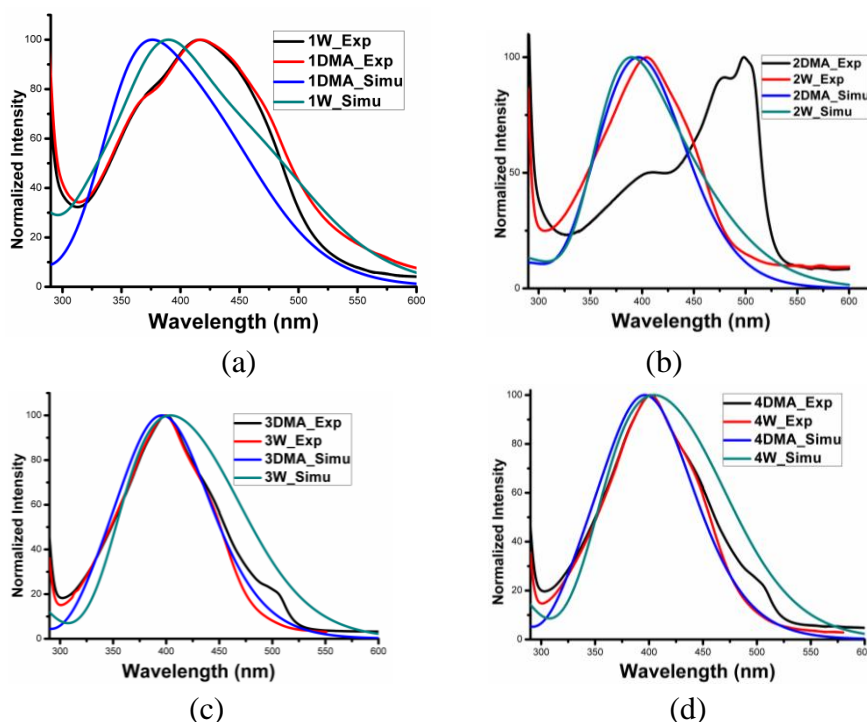 1W_Exp
1DMA_Exp
1DMA_Simu
1W_Simu
Normalized Intensity
100
80
60
40
20
0
300 350 400 450 500 550 600
Wavelength (nm)
(a)
2DMA_Exp
2W_Exp
2DMA_Simu
2W_Simu
Normalized Intensity
100
50
0
300 350 400 450 500 550 600
Wavelength (nm)
(b)
3DMA_Exp
3W_Exp
3DMA_Simu
3W_Simu
Normalized Intensity
100
80
60
40
20
0
300 350 400 450 500 550 600
Wavelength (nm)
(c)
4DMA_Exp
4W_Exp
4DMA_Simu
4W_Simu
Normalized Intensity
100
80
60
40
20
0
300 350 400 450 500 550 600
Wavelength (nm)
(d)